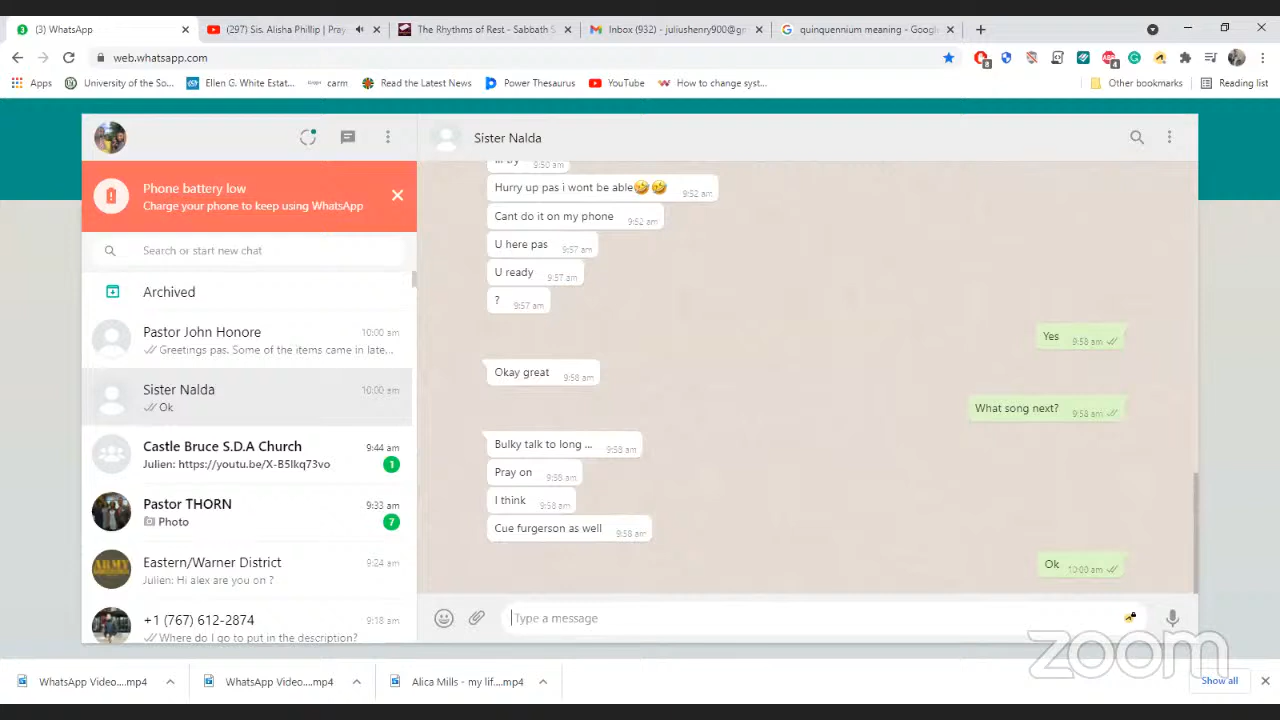 (3) WhatsApp
(297) Sis. Alisha Phillip | Pray
The Rhythms of Rest - Sabbath S
Inbox (932) - juliushenry900@gr
quinquennium meaning - Google
web.whatsapp.com
8
4
Apps
University of the So...
Ellen G. White Estat...
carm
Read the Latest News
Power Thesaurus
YouTube
How to change syst...
Other bookmarks
Reading list
Sister Nalda
Phone battery low
Charge your phone to keep using WhatsApp
Search or start new chat
Archived
Pastor John Honore
10:00 am
Greetings pas. Some of the items came in late...
Sister Nalda
10:00 am
Ok
Castle Bruce S.D.A Church
9:44 am
Julien: https://youtu.be/X-B5lkq73vo
1
Pastor THORN
9:33 am
Photo
7
Eastern/Warner District
9:24 am
Julien: Hi alex are you on ?
+1 (767) 612-2874
9:18 am
Where do I go to put in the description?
9:50 am
Hurry up pas i wont be able🤣🤣 9:52 am
Cant do it on my phone 9:52 am
U here pas 9:57 am
U ready 9:57 am
? 9:57 am
Yes 9:58 am
Okay great 9:58 am
What song next? 9:58 am
Bulky talk to long ... 9:58 am
Pray on 9:58 am
I think 9:58 am
Cue furgerson as well 9:58 am
Ok 10:00 am
Type a message
zoom
WhatsApp Video....mp4
WhatsApp Video....mp4
Alica Mills - my lif....mp4
Show all